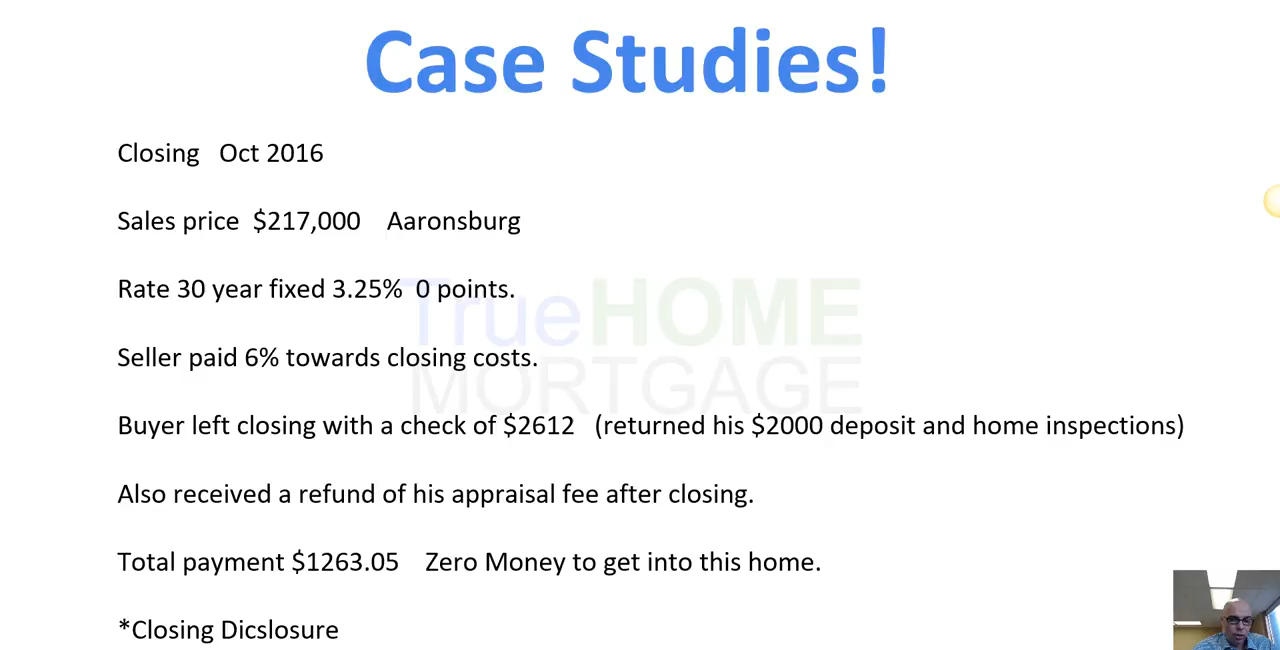 Case Studies!
Closing Oct 2016
Sales price $217,000 Aaronsburg
Rate 30 year fixed 3.25% 0 points.
TrueHOME
Seller paid 6% towards closing costs.
MORTGAGE
Buyer left closing with a check of $2612 (returned his $2000 deposit and home inspections)
Also received a refund of his appraisal fee after closing.
Total payment $1263.05 Zero Money to get into this home.
*Closing Dicslosure